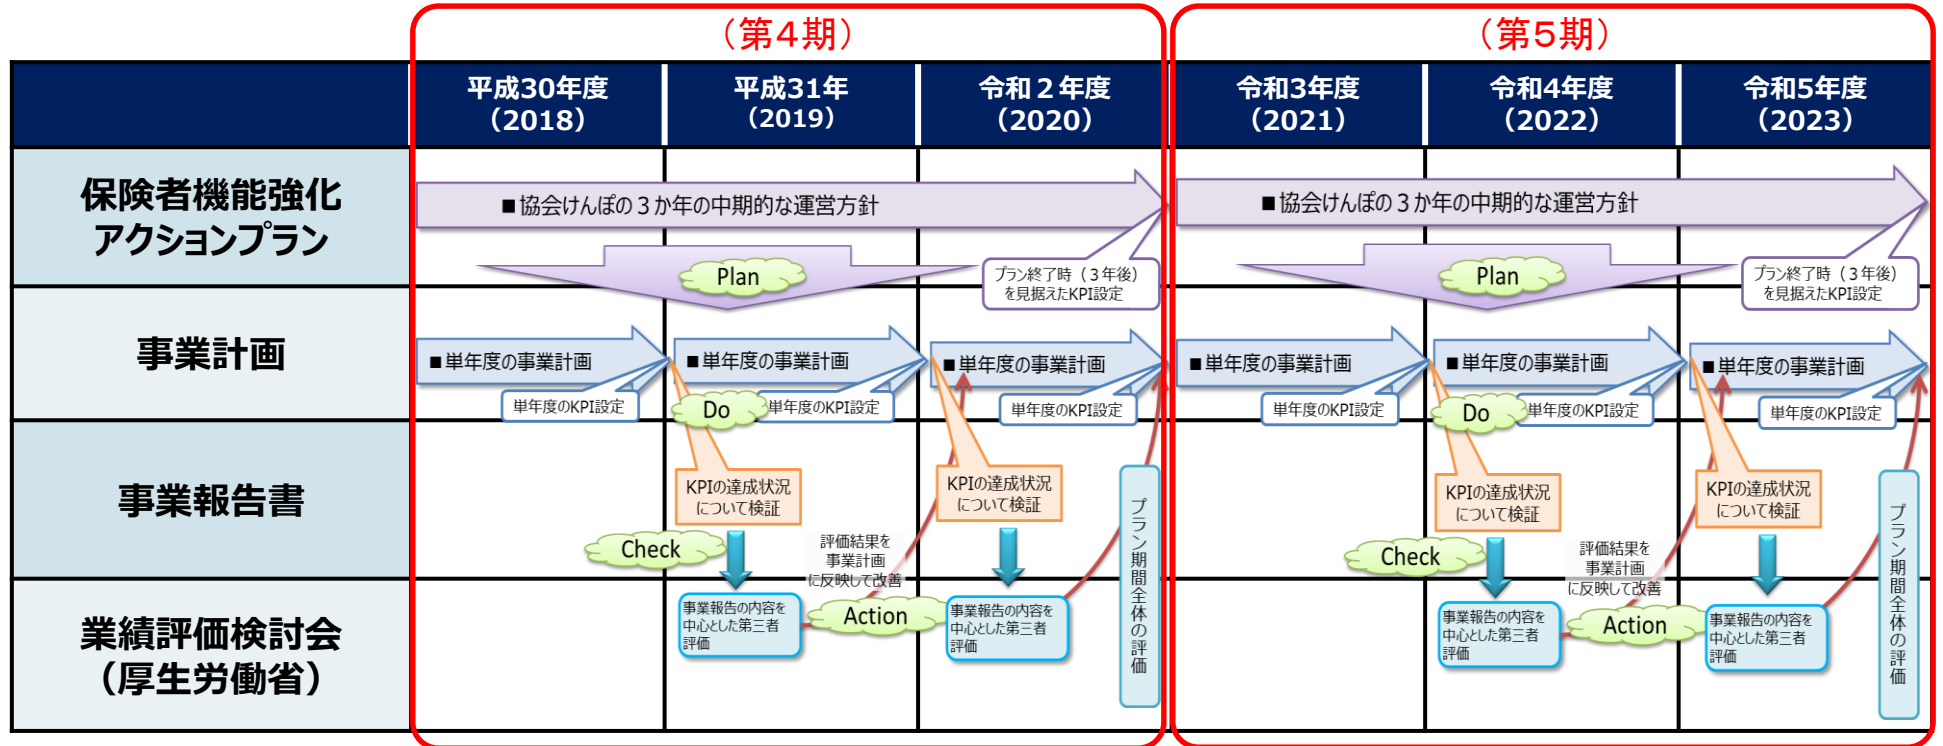 （第４期）
（第５期）
平成30年度
（2018）
平成31年
（2019）
令和２年度
（2020）
令和3年度
（2021）
令和4年度
（2022）
令和5年度
（2023）
保険者機能強化
アクションプラン
■協会けんぽの３か年の中期的な運営方針
Plan
プラン終了時（３年後）
を見据えたKPI設定
■協会けんぽの３か年の中期的な運営方針
Plan
プラン終了時（３年後）
を見据えたKPI設定
事業計画
■単年度の事業計画
単年度のKPI設定
■単年度の事業計画
Do
単年度のKPI設定
■単年度の事業計画
単年度のKPI設定
■単年度の事業計画
単年度のKPI設定
■単年度の事業計画
Do
単年度のKPI設定
■単年度の事業計画
単年度のKPI設定
事業報告書
KPIの達成状況
について検証
Check
評価結果を
事業計画
に反映して改善
KPIの達成状況
について検証
プラン期間全体の評価
KPIの達成状況
について検証
Check
評価結果を
事業計画
に反映して改善
KPIの達成状況
について検証
プラン期間全体の評価
業績評価検討会
（厚生労働省）
事業報告の内容を
中心とした第三者
評価
Action
事業報告の内容を
中心とした第三者
評価
事業報告の内容を
中心とした第三者
評価
Action
事業報告の内容を
中心とした第三者
評価